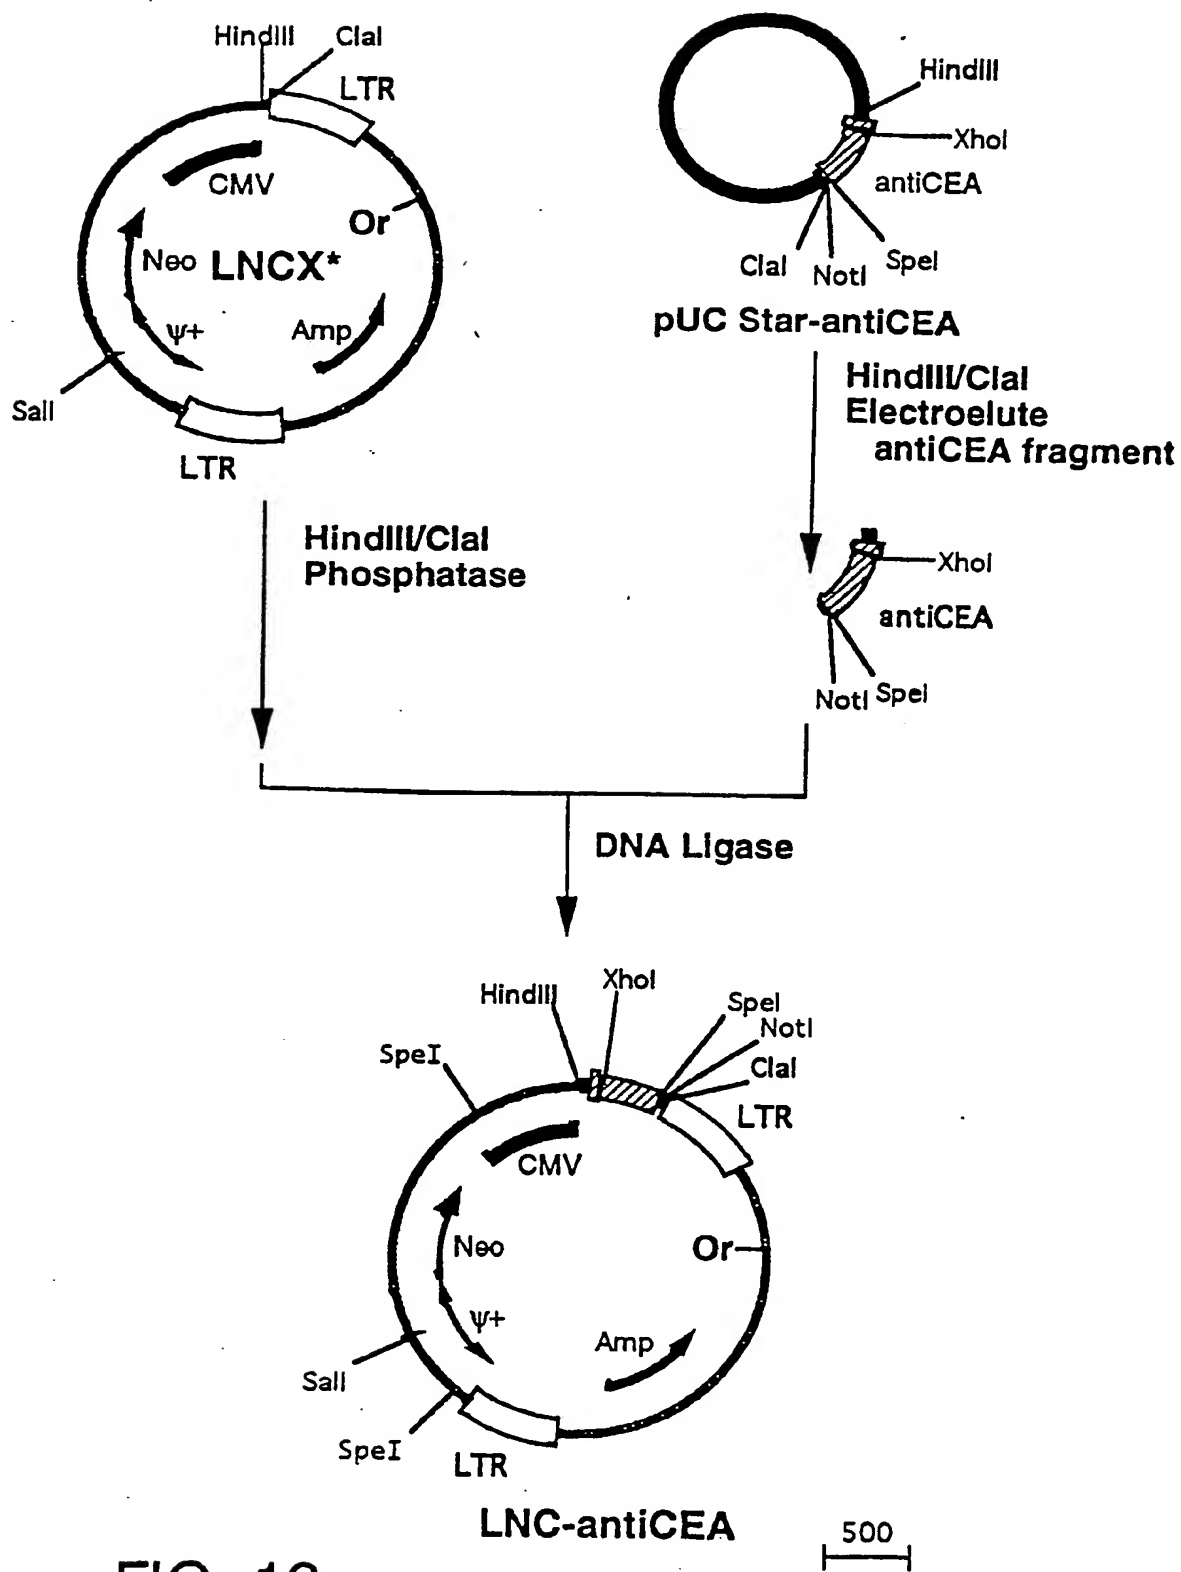 HindIII
ClaI
LTR
CMV
Or
Neo
LNCX*
ψ+
Amp
SalI
LTR
HindIII
XhoI
antiCEA
SpeI
NotI
ClaI
pUC Star-antiCEA
HindIII/ClaI
Electroelute
antiCEA fragment
HindIII/ClaI
Phosphatase
XhoI
antiCEA
NotI
SpeI
DNA Ligase
HindIII
XhoI
SpeI
NotI
ClaI
SpeI
LTR
CMV
Neo
Or
ψ+
Amp
SalI
SpeI
LTR
LNC-antiCEA
500